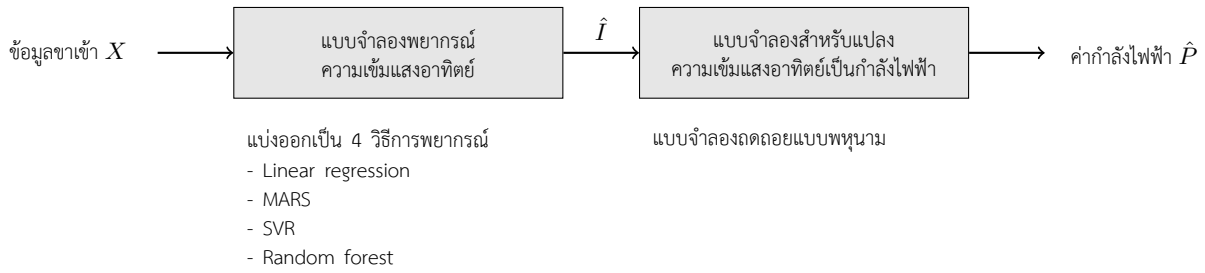 ข้อมูลขาเข้า X
แบบจำลองพยากรณ์
ความเข้มแสงอาทิตย์
Î
แบบจำลองสำหรับแปลง
ความเข้มแสงอาทิตย์เป็นกำลังไฟฟ้า
ค่ากำลังไฟฟ้า P̂
แบ่งออกเป็น 4 วิธีการพยากรณ์
- Linear regression
- MARS
- SVR
- Random forest
แบบจำลองถดถอยแบบพหุนาม